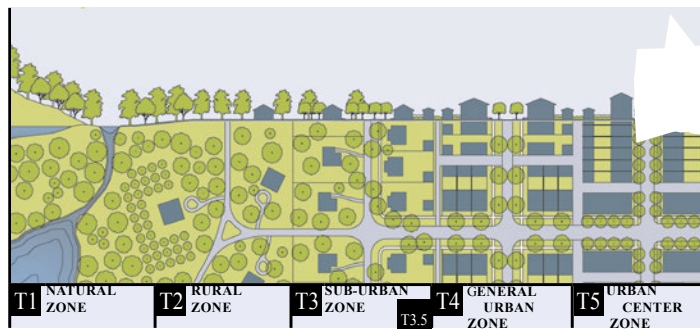 T1 NATURAL
ZONE
T2 RURAL
ZONE
T3 SUB-URBAN
ZONE
T3.5
T4 GENERAL
URBAN
ZONE
T5 URBAN
CENTER
ZONE